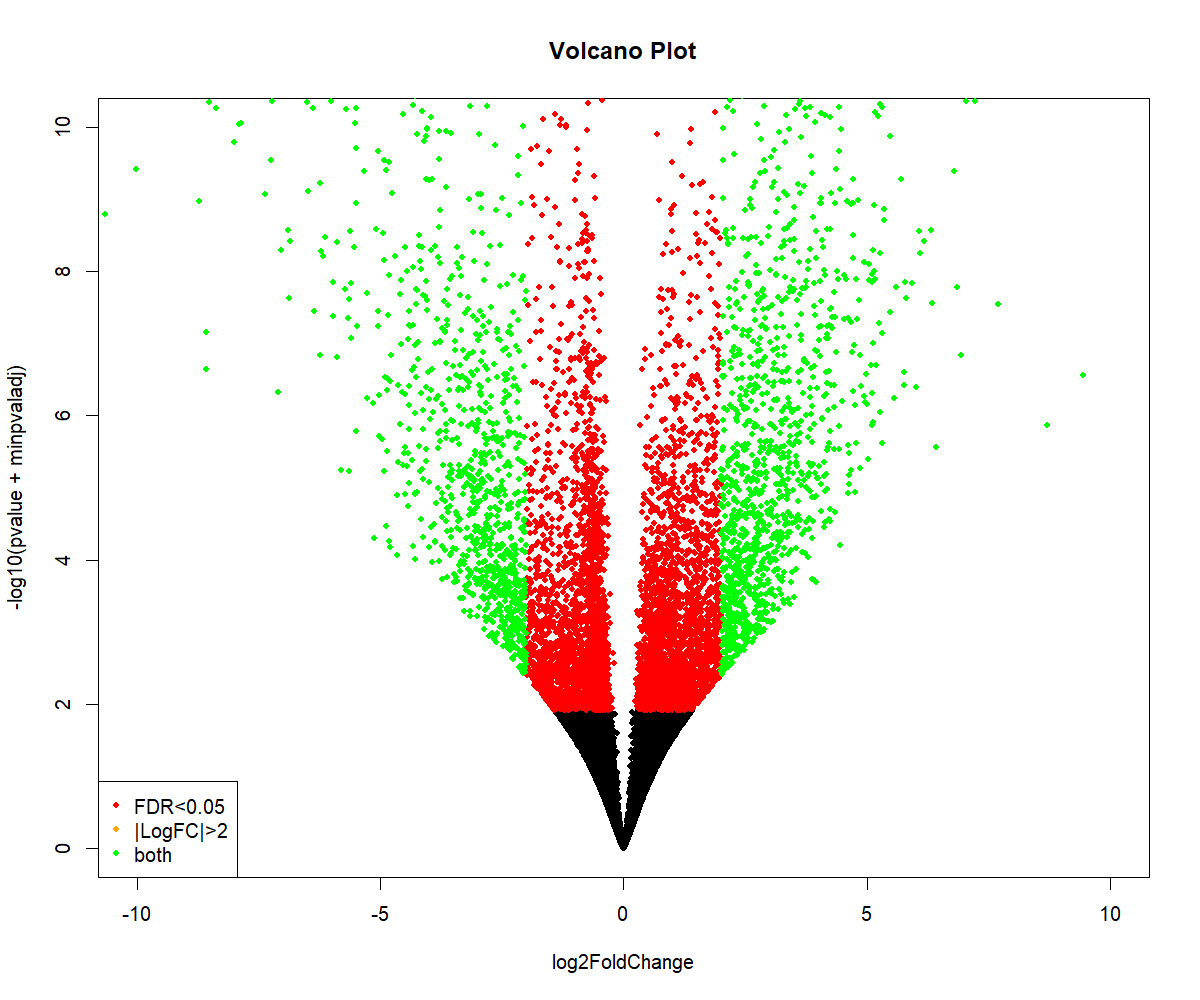 Volcano Plot
-log10(pvalue + minpvaladj)
10
8
6
4
2
0
FDR<0.05
|LogFC|>2
both
-10
-5
0
5
10
log2FoldChange